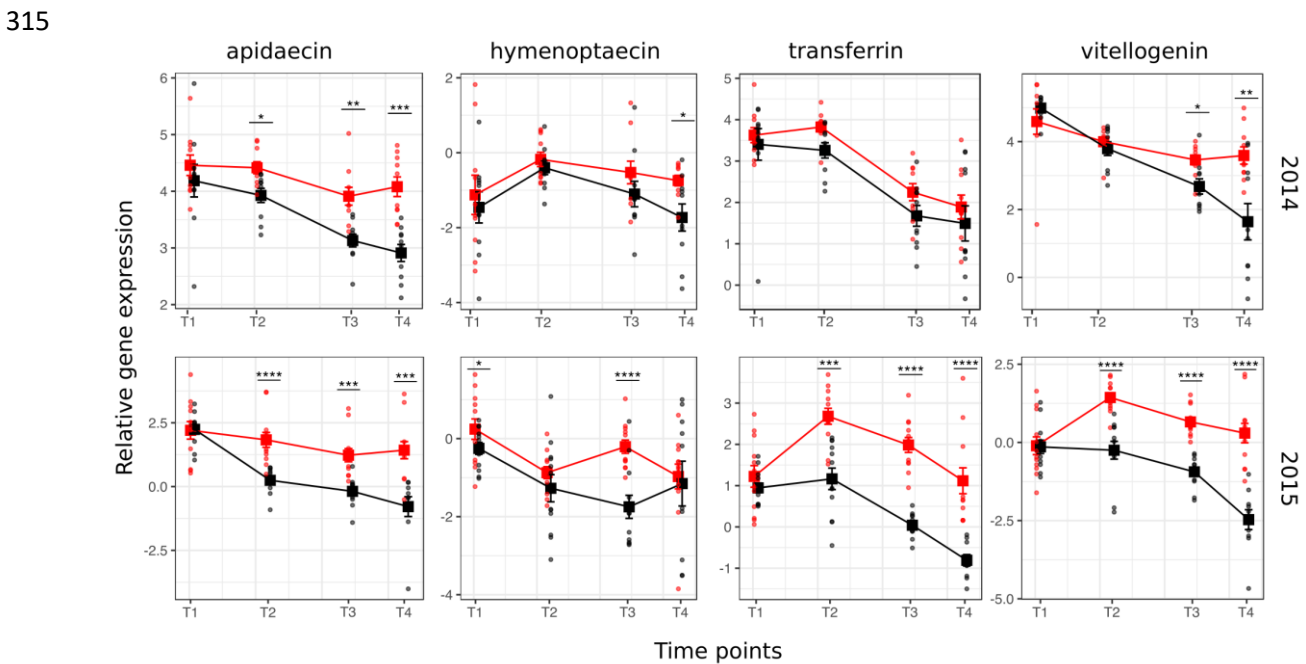 315
apidaecin hymenoptaecin transferrin vitellogenin
6 2 5
* ** *** * * **
5 4 4
4 0 3 2
3 -2 2 0
2 -4 1
0
2014
T1 T2 T3 T4 T1 T2 T3 T4 T1 T2 T3 T4 T1 T2 T3 T4
Relative gene expression
**** *** *** * **** *** **** **** **** **** ****
2.5 0 3 2.5
0.0 -2 2 0.0
-2.5 -4 1 -2.5
0 -5.0
-1
2015
T1 T2 T3 T4 T1 T2 T3 T4 T1 T2 T3 T4 T1 T2 T3 T4
Time points